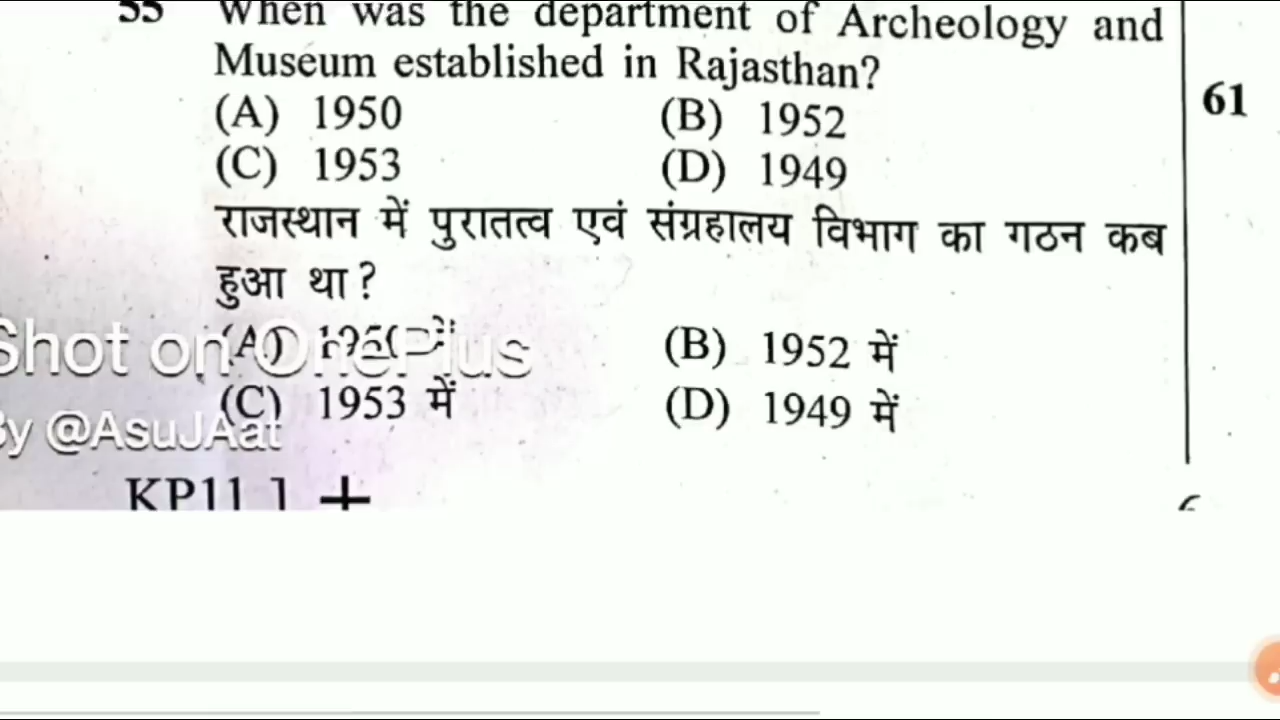 55 When was the department of Archeology and
Museum established in Rajasthan?
(A) 1950 (B) 1952
(C) 1953 (D) 1949
राजस्थान में पुरातत्व एवं संग्रहालय विभाग का गठन कब
हुआ था?
(A) 1950 में (B) 1952 में
(C) 1953 में (D) 1949 में
Shot on OnePlus
By @AsuJAat
KP11 1 +
61